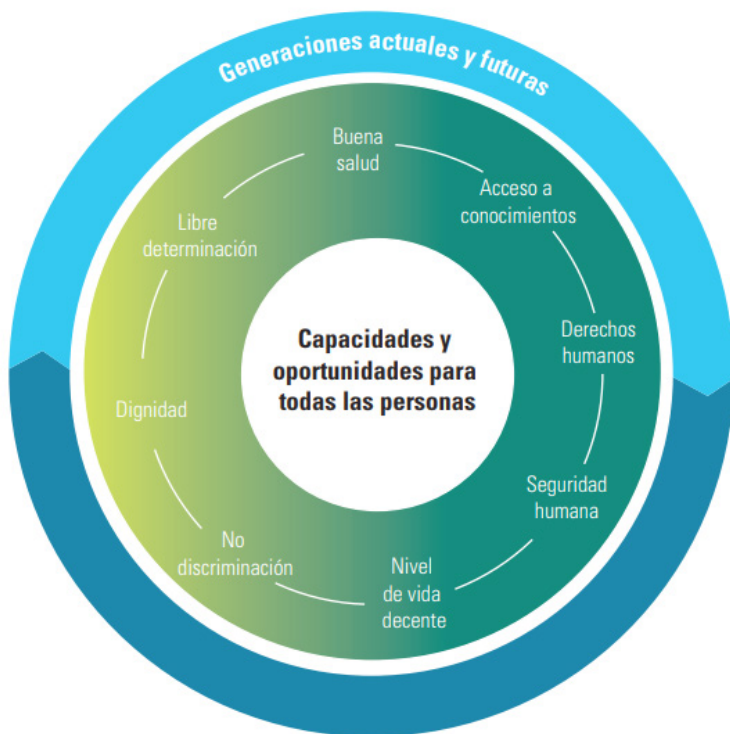 Generaciones actuales y futuras
Buena
salud
Acceso a
conocimientos
Derechos
humanos
Seguridad
humana
Nivel
de vida
decente
No
discriminación
Dignidad
Libre
determinación
Capacidades y
oportunidades para
todas las personas